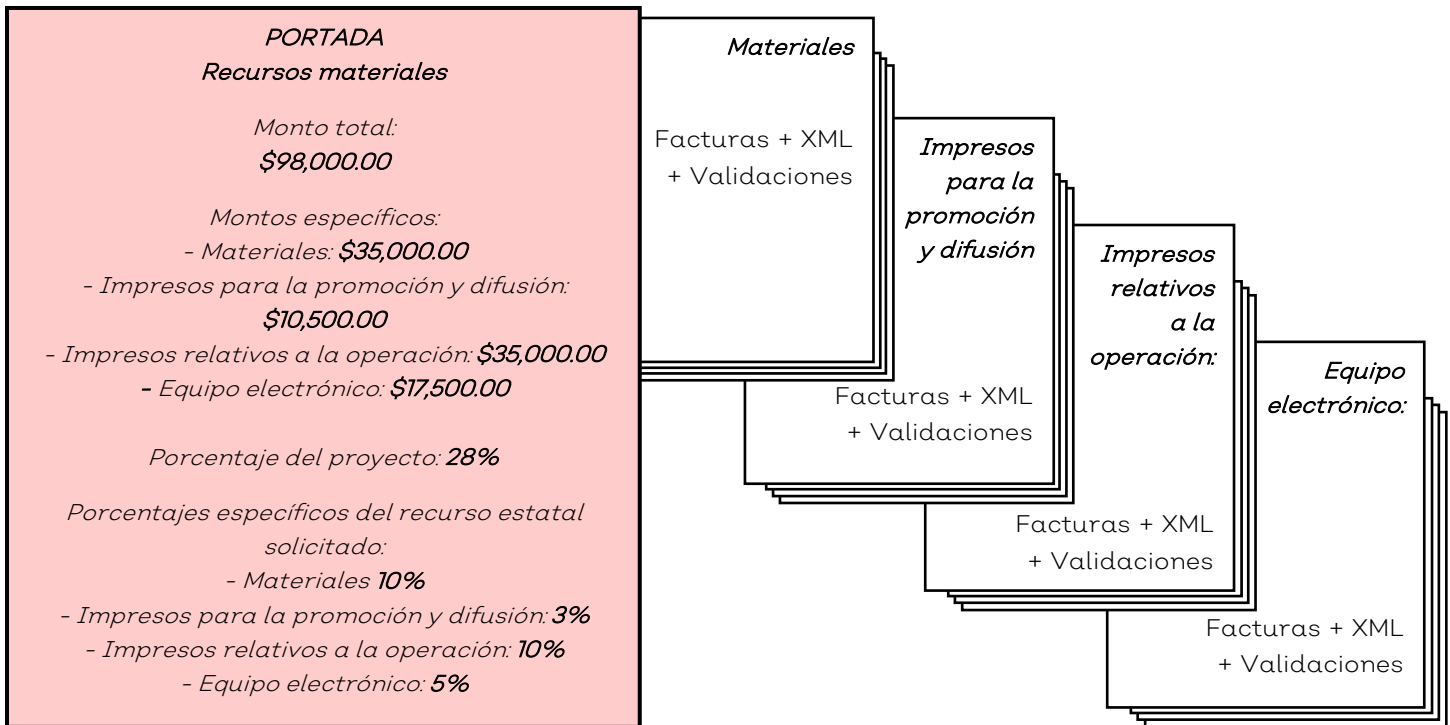 PORTADA
Recursos materiales
Monto total:
$98,000.00
Montos específicos:
- Materiales: $35,000.00
- Impresos para la promoción y difusión:
$10,500.00
- Impresos relativos a la operación: $35,000.00
- Equipo electrónico: $17,500.00
Porcentaje del proyecto: 28%
Porcentajes específicos del recurso estatal
solicitado:
- Materiales 10%
- Impresos para la promoción y difusión: 3%
- Impresos relativos a la operación: 10%
- Equipo electrónico: 5%
Materiales
Facturas + XML
+ Validaciones
Impresos
para la
promoción
y difusión
Facturas + XML
+ Validaciones
Impresos
relativos
a la
operación:
Facturas + XML
+ Validaciones
Equipo
electrónico:
Facturas + XML
+ Validaciones